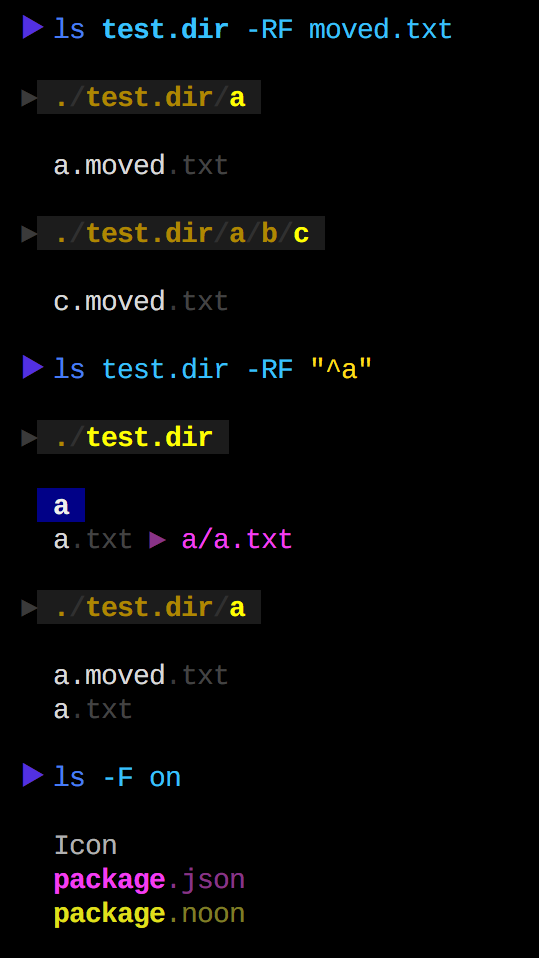 ▶ ls test.dir -RF moved.txt
▶ ./test.dir/a
a.moved.txt
▶ ./test.dir/a/b/c
c.moved.txt
▶ ls test.dir -RF "^a"
▶ ./test.dir
a
a.txt ▶ a/a.txt
▶ ./test.dir/a
a.moved.txt
a.txt
▶ ls -F on
Icon
package.json
package.noon